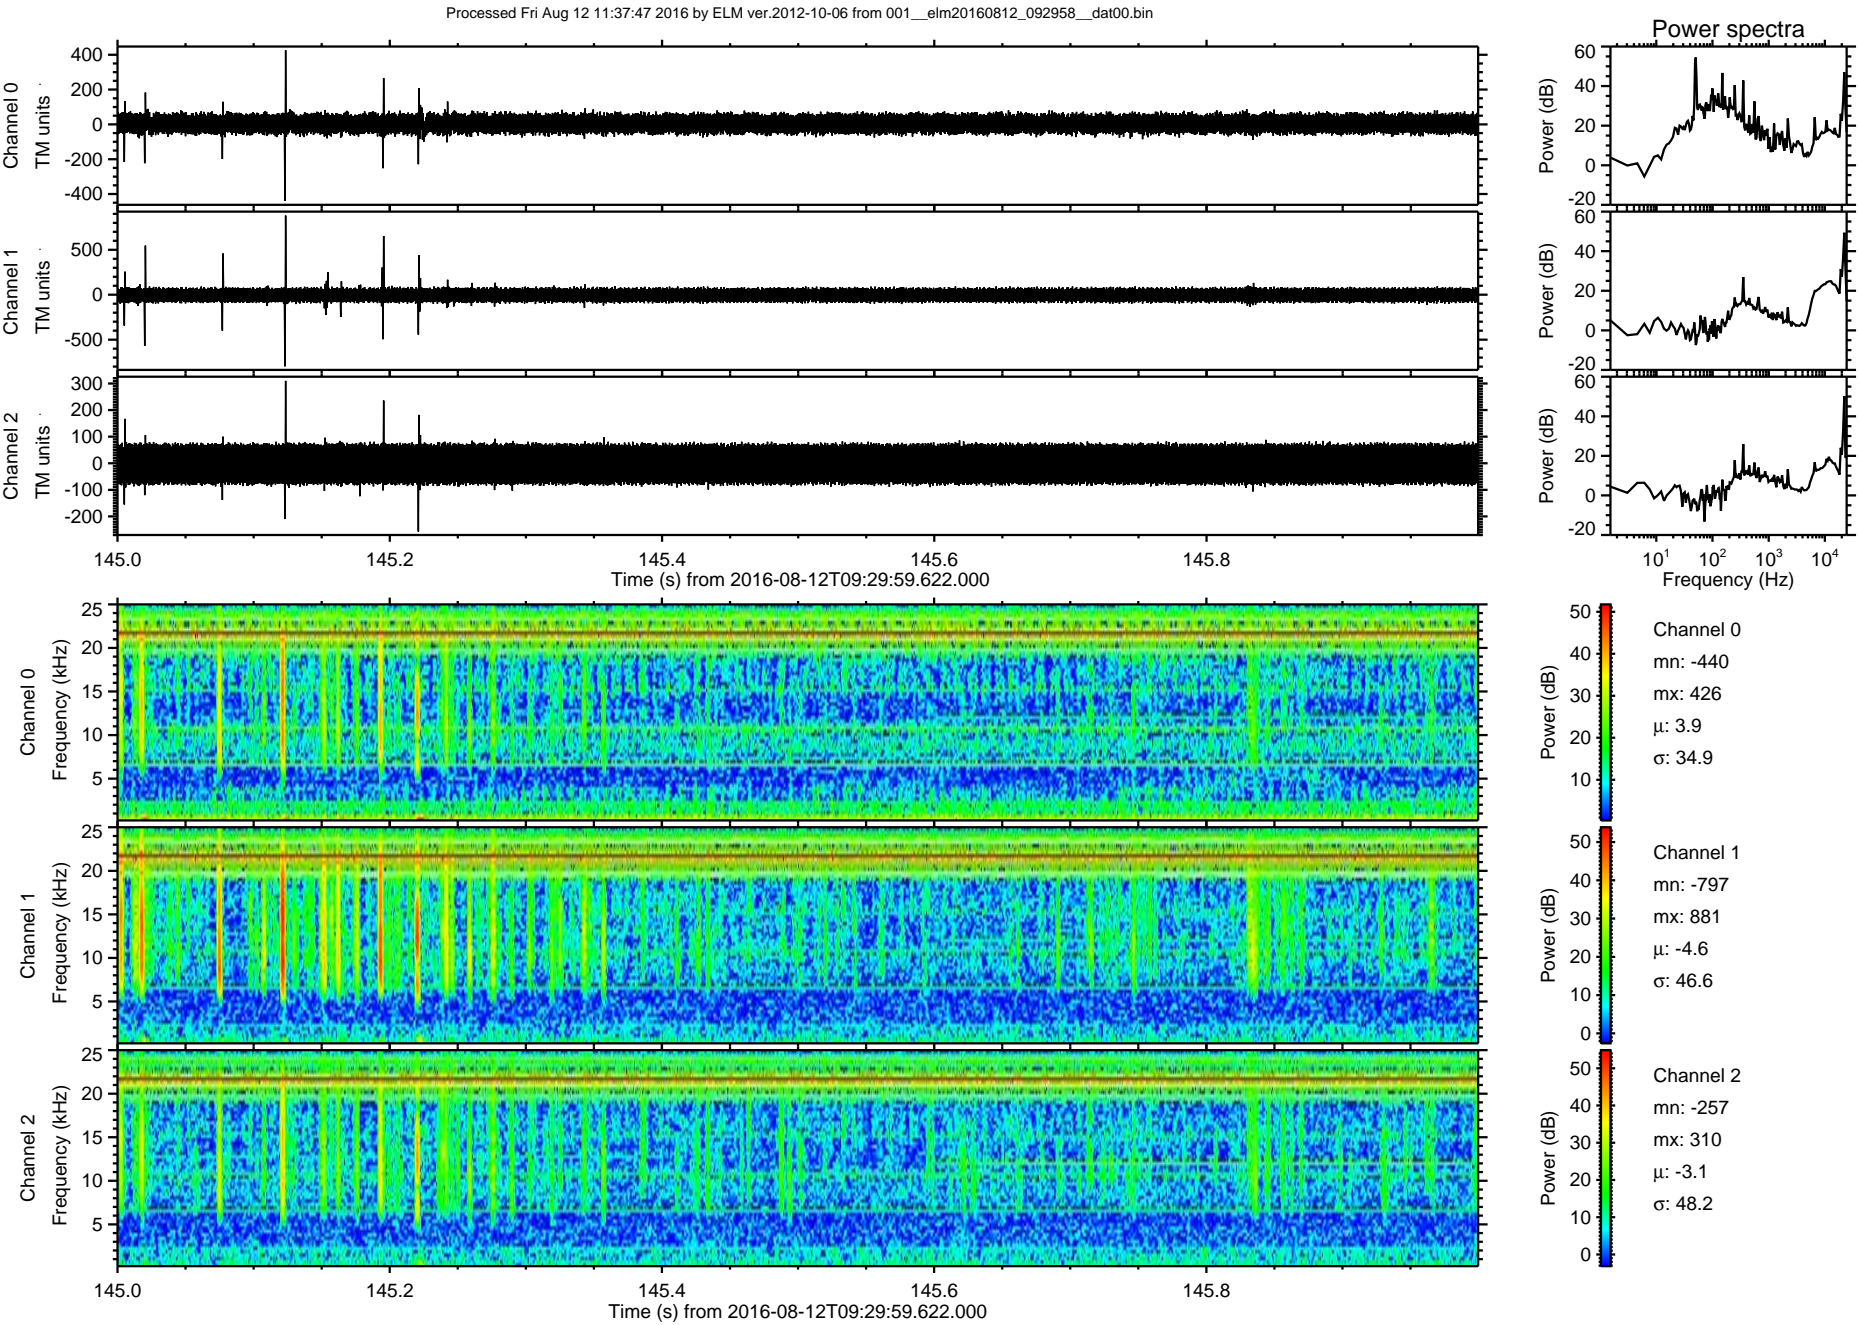 Processed Fri Aug 12 11:37:47 2016 by ELM ver.2012-10-06 from 001__elm20160812_092958__dat00.bin
Power spectra
Channel 0
TM units
400
200
0
-200
-400
Power (dB)
60
40
20
0
-20
Channel 1
TM units
500
0
-500
Power (dB)
60
40
20
0
-20
Channel 2
TM units
300
200
100
0
-100
-200
Power (dB)
60
40
20
0
-20
145.0 145.2 145.4 145.6 145.8
Time (s) from 2016-08-12T09:29:59.622.000
10¹ 10² 10³ 10⁴
Frequency (Hz)
Channel 0
Frequency (kHz)
25
20
15
10
5
Power (dB)
50
40
30
20
10
Channel 0
mn: -440
mx: 426
μ: 3.9
σ: 34.9
Channel 1
Frequency (kHz)
25
20
15
10
5
Power (dB)
50
40
30
20
10
0
Channel 1
mn: -797
mx: 881
μ: -4.6
σ: 46.6
Channel 2
Frequency (kHz)
25
20
15
10
5
Power (dB)
50
40
30
20
10
0
Channel 2
mn: -257
mx: 310
μ: -3.1
σ: 48.2
145.0 145.2 145.4 145.6 145.8
Time (s) from 2016-08-12T09:29:59.622.000